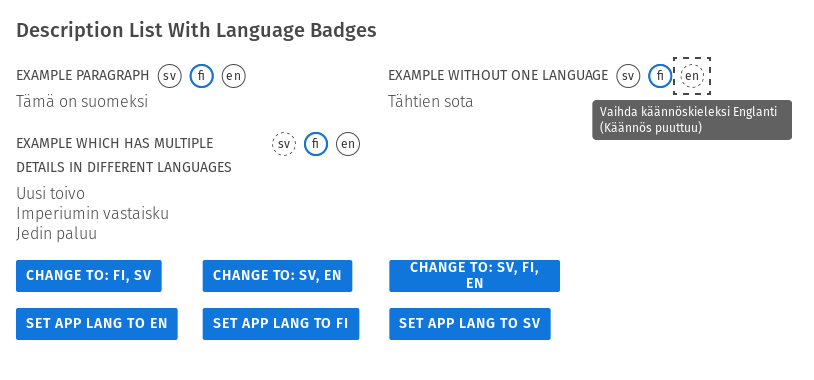 Description List With Language Badges
EXAMPLE PARAGRAPH sv fi en
Tämä on suomeksi
EXAMPLE WITHOUT ONE LANGUAGE sv fi en
Tähtien sota
Vaihda käännöskieleksi Englanti
(Käännös puuttuu)
EXAMPLE WHICH HAS MULTIPLE
DETAILS IN DIFFERENT LANGUAGES
sv fi en
Uusi toivo
Imperiumin vastaisku
Jedin paluu
CHANGE TO: FI, SV
CHANGE TO: SV, EN
CHANGE TO: SV, FI,
EN
SET APP LANG TO EN
SET APP LANG TO FI
SET APP LANG TO SV